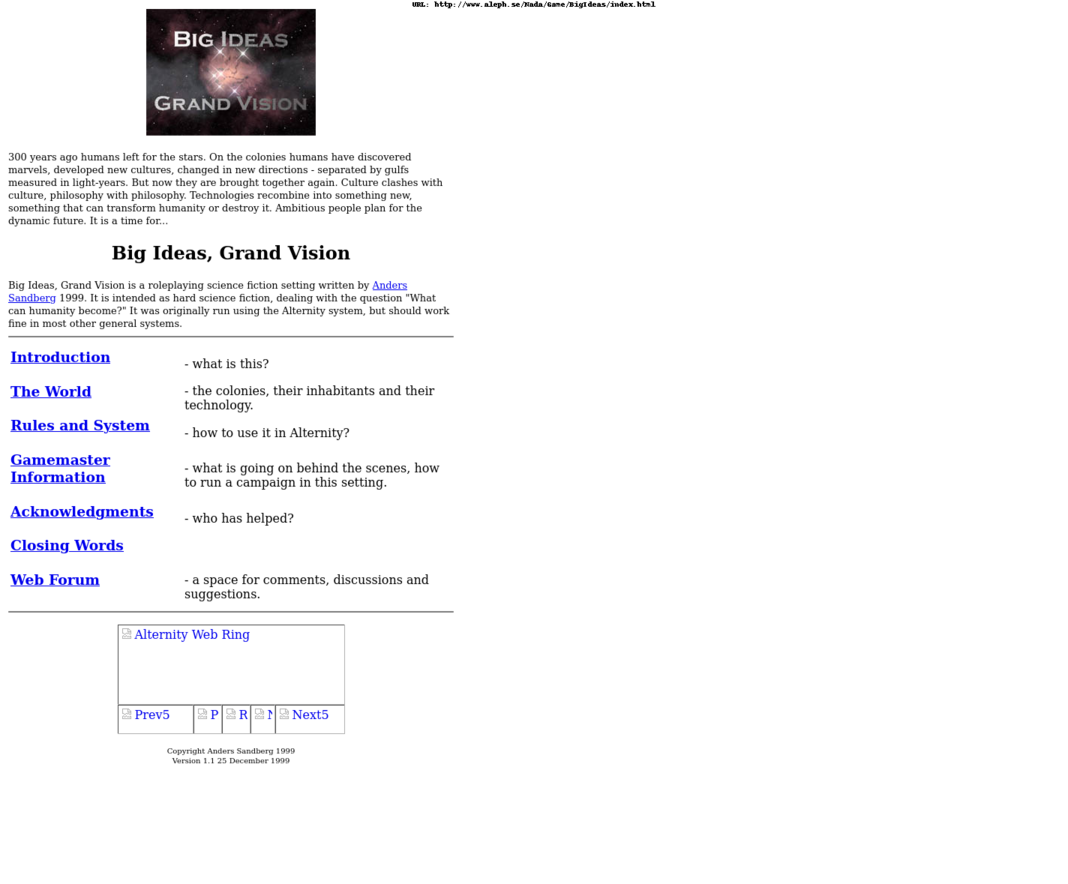 URL: http://www.aleph.se/Nada/Game/BigIdeas/index.html
BIG IDEAS
GRAND VISION
300 years ago humans left for the stars. On the colonies humans have discovered
marvels, developed new cultures, changed in new directions - separated by gulfs
measured in light-years. But now they are brought together again. Culture clashes with
culture, philosophy with philosophy. Technologies recombine into something new,
something that can transform humanity or destroy it. Ambitious people plan for the
dynamic future. It is a time for...
Big Ideas, Grand Vision
Big Ideas, Grand Vision is a roleplaying science fiction setting written by Anders
Sandberg 1999. It is intended as hard science fiction, dealing with the question "What
can humanity become?" It was originally run using the Alternity system, but should work
fine in most other general systems.
Introduction
- what is this?
The World
- the colonies, their inhabitants and their
technology.
Rules and System
- how to use it in Alternity?
Gamemaster
Information
- what is going on behind the scenes, how
to run a campaign in this setting.
Acknowledgments
- who has helped?
Closing Words
Web Forum
- a space for comments, discussions and
suggestions.
Alternity Web Ring
Prev5 P R N Next5
Copyright Anders Sandberg 1999
Version 1.1 25 December 1999